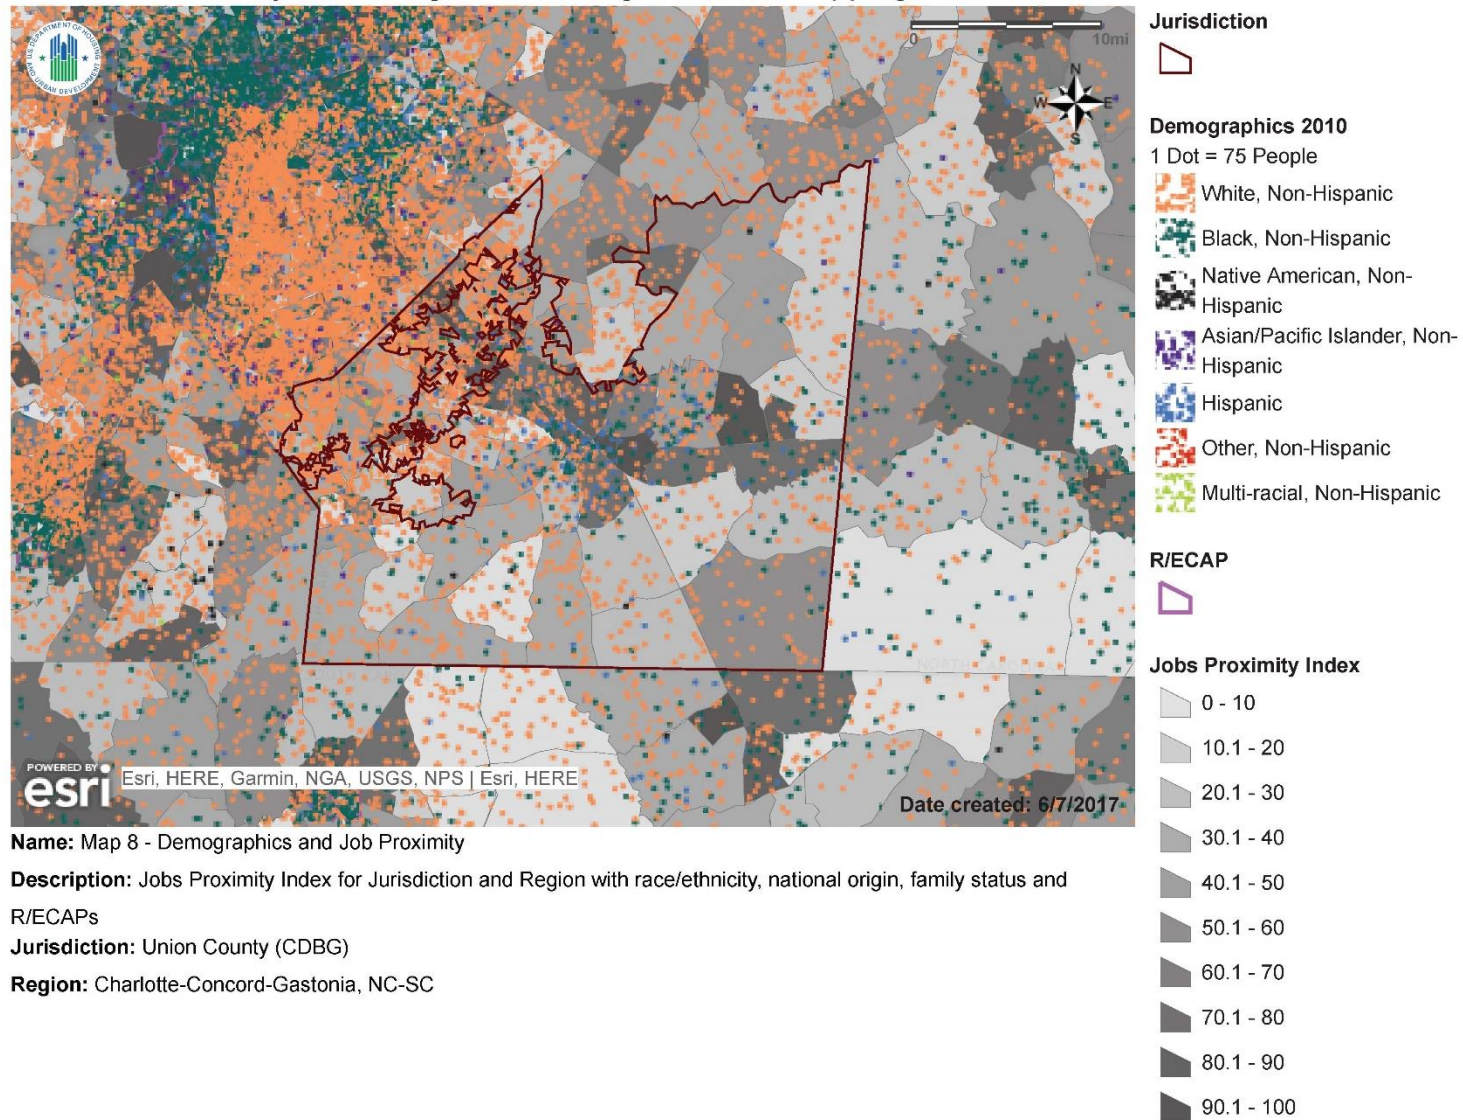 0
10mi
N
W E
S
NORTH CAROLINA
POWERED BY
esri
Esri, HERE, Garmin, NGA, USGS, NPS | Esri, HERE
Date created: 6/7/2017
Name: Map 8 - Demographics and Job Proximity
Description: Jobs Proximity Index for Jurisdiction and Region with race/ethnicity, national origin, family status and
R/ECAPs
Jurisdiction: Union County (CDBG)
Region: Charlotte-Concord-Gastonia, NC-SC
Jurisdiction
Demographics 2010
1 Dot = 75 People
White, Non-Hispanic
Black, Non-Hispanic
Native American, Non-
Hispanic
Asian/Pacific Islander, Non-
Hispanic
Hispanic
Other, Non-Hispanic
Multi-racial, Non-Hispanic
R/ECAP
Jobs Proximity Index
0 - 10
10.1 - 20
20.1 - 30
30.1 - 40
40.1 - 50
50.1 - 60
60.1 - 70
70.1 - 80
80.1 - 90
90.1 - 100